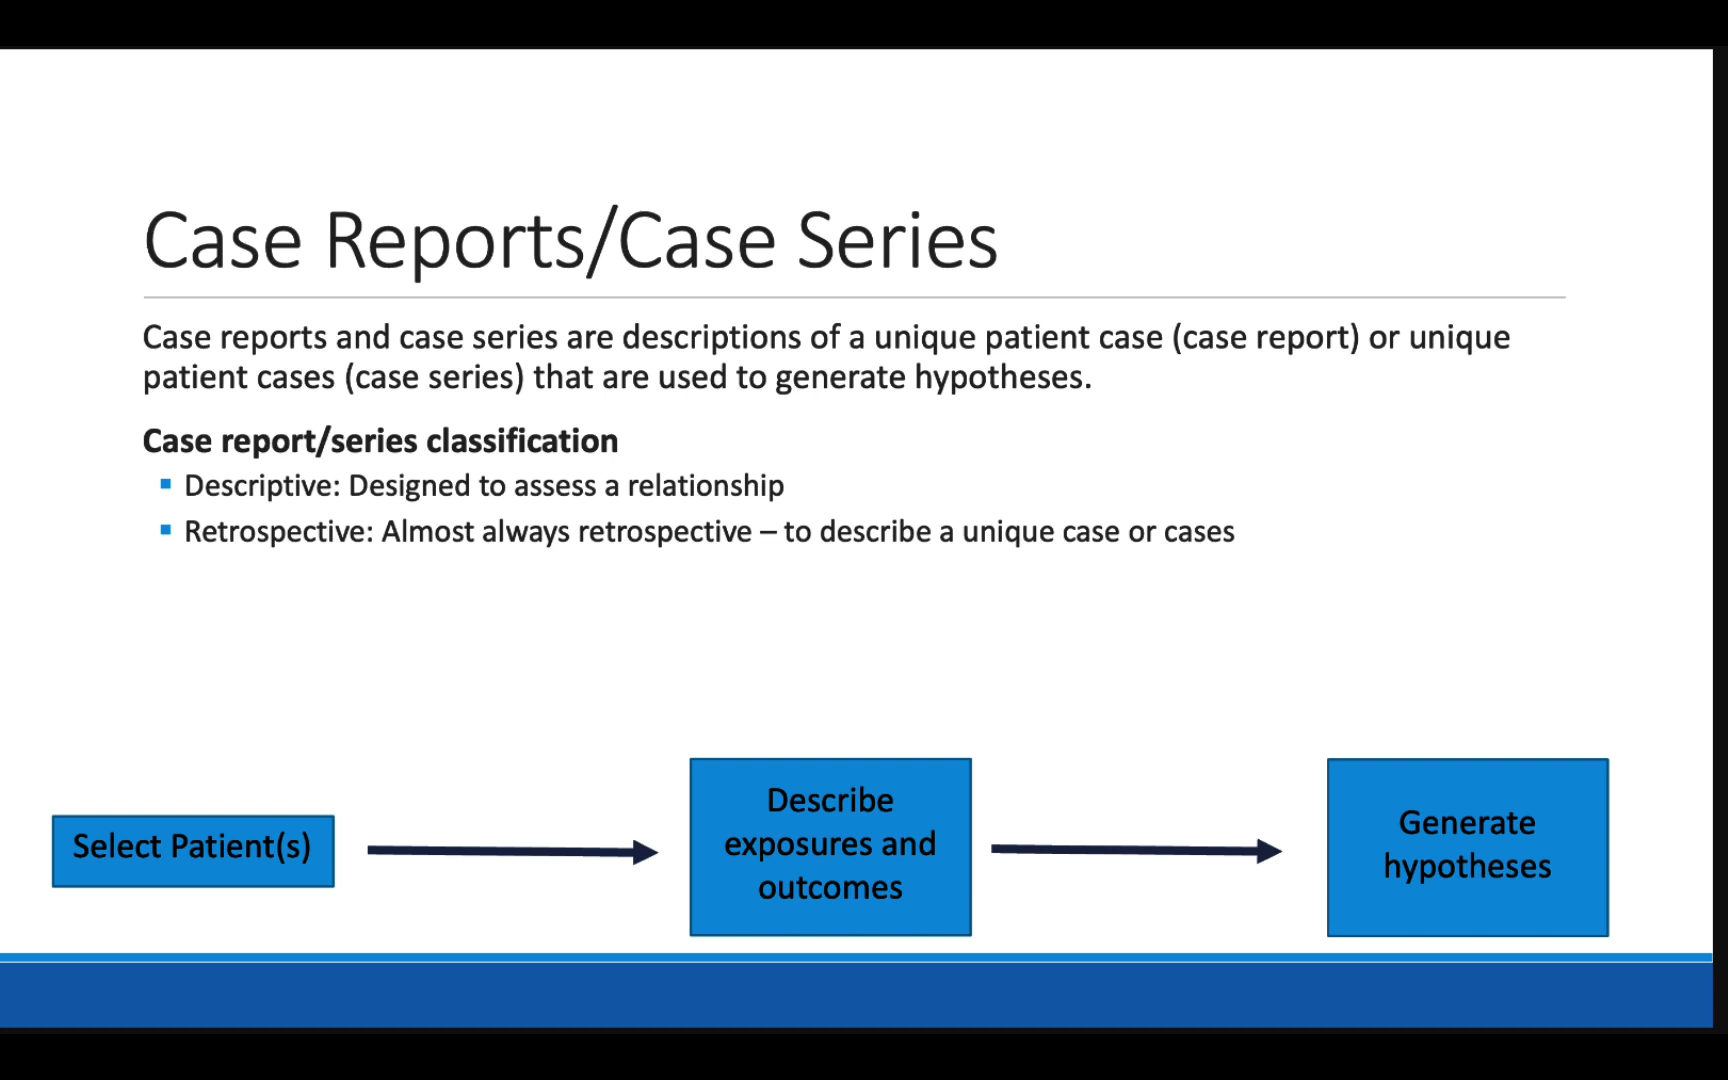 Case Reports/Case Series
Case reports and case series are descriptions of a unique patient case (case report) or unique
patient cases (case series) that are used to generate hypotheses.
Case report/series classification
▪ Descriptive: Designed to assess a relationship
▪ Retrospective: Almost always retrospective – to describe a unique case or cases
Select Patient(s)
Describe
exposures and
outcomes
Generate
hypotheses